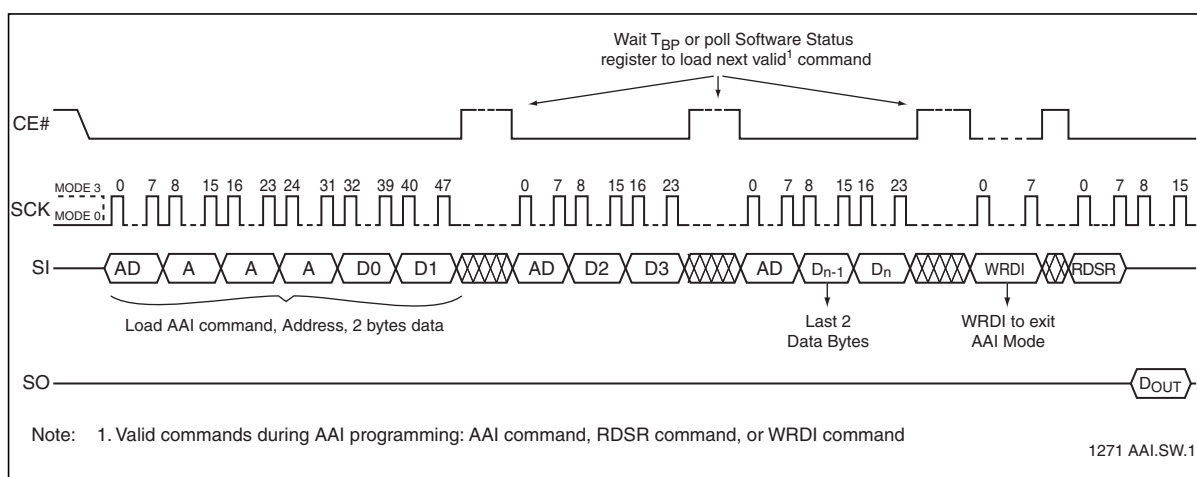 Wait TBP or poll Software Status
register to load next valid1 command
CE#
MODE 3
MODE 0
SCK
0 7 8 15 16 23 24 31 32 39 40 47 0 7 8 15 16 23 0 7 8 15 16 23 0 7 0 7 8 15
SI
AD A A A D0 D1 AD D2 D3 AD Dn-1 Dn WRDI RDSR
Load AAI command, Address, 2 bytes data
Last 2
Data Bytes
WRDI to exit
AAI Mode
SO
DOUT
Note: 1. Valid commands during AAI programming: AAI command, RDSR command, or WRDI command
1271 AAI.SW.1